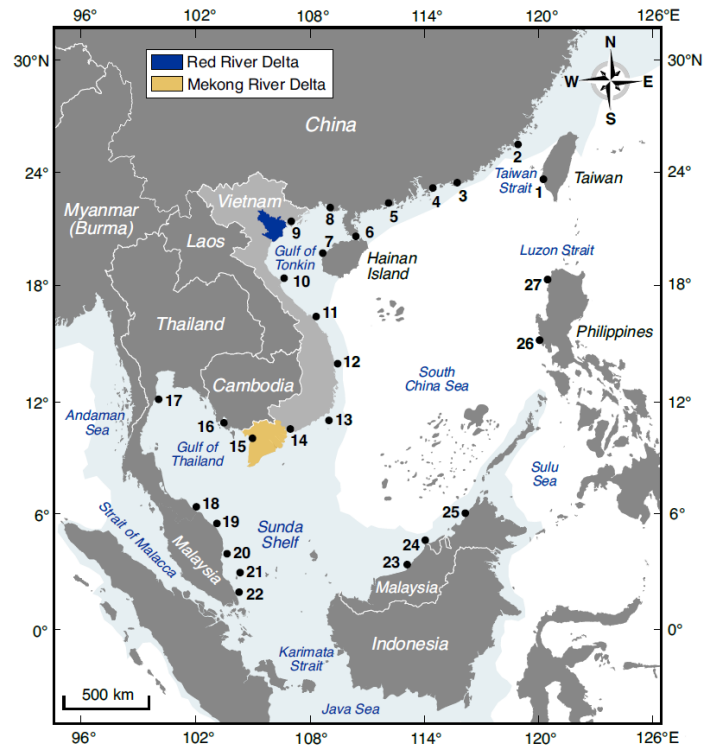 96°
102°
108°
114°
120°
126°E
30°N
30°N
Red River Delta
Mekong River Delta
N
W
E
S
China
2
24°
24°
Taiwan
Strait
1
Taiwan
Vietnam
8
5
4
3
Myanmar
(Burma)
9
7
6
Laos
Gulf of
Tonkin
Hainan
Island
Luzon Strait
10
18°
27
18°
11
Thailand
26
Philippines
12
South
China Sea
Cambodia
17
12°
12°
Andaman
Sea
16
13
15
14
Gulf of
Thailand
Sulu
Sea
18
6°
25
6°
19
Sunda
Shelf
Strait of Malacca
Malaysia
20
24
21
23
22
Malaysia
0°
0°
Indonesia
Karimata
Strait
500 km
Java Sea
96°
102°
108°
114°
120°
126°E